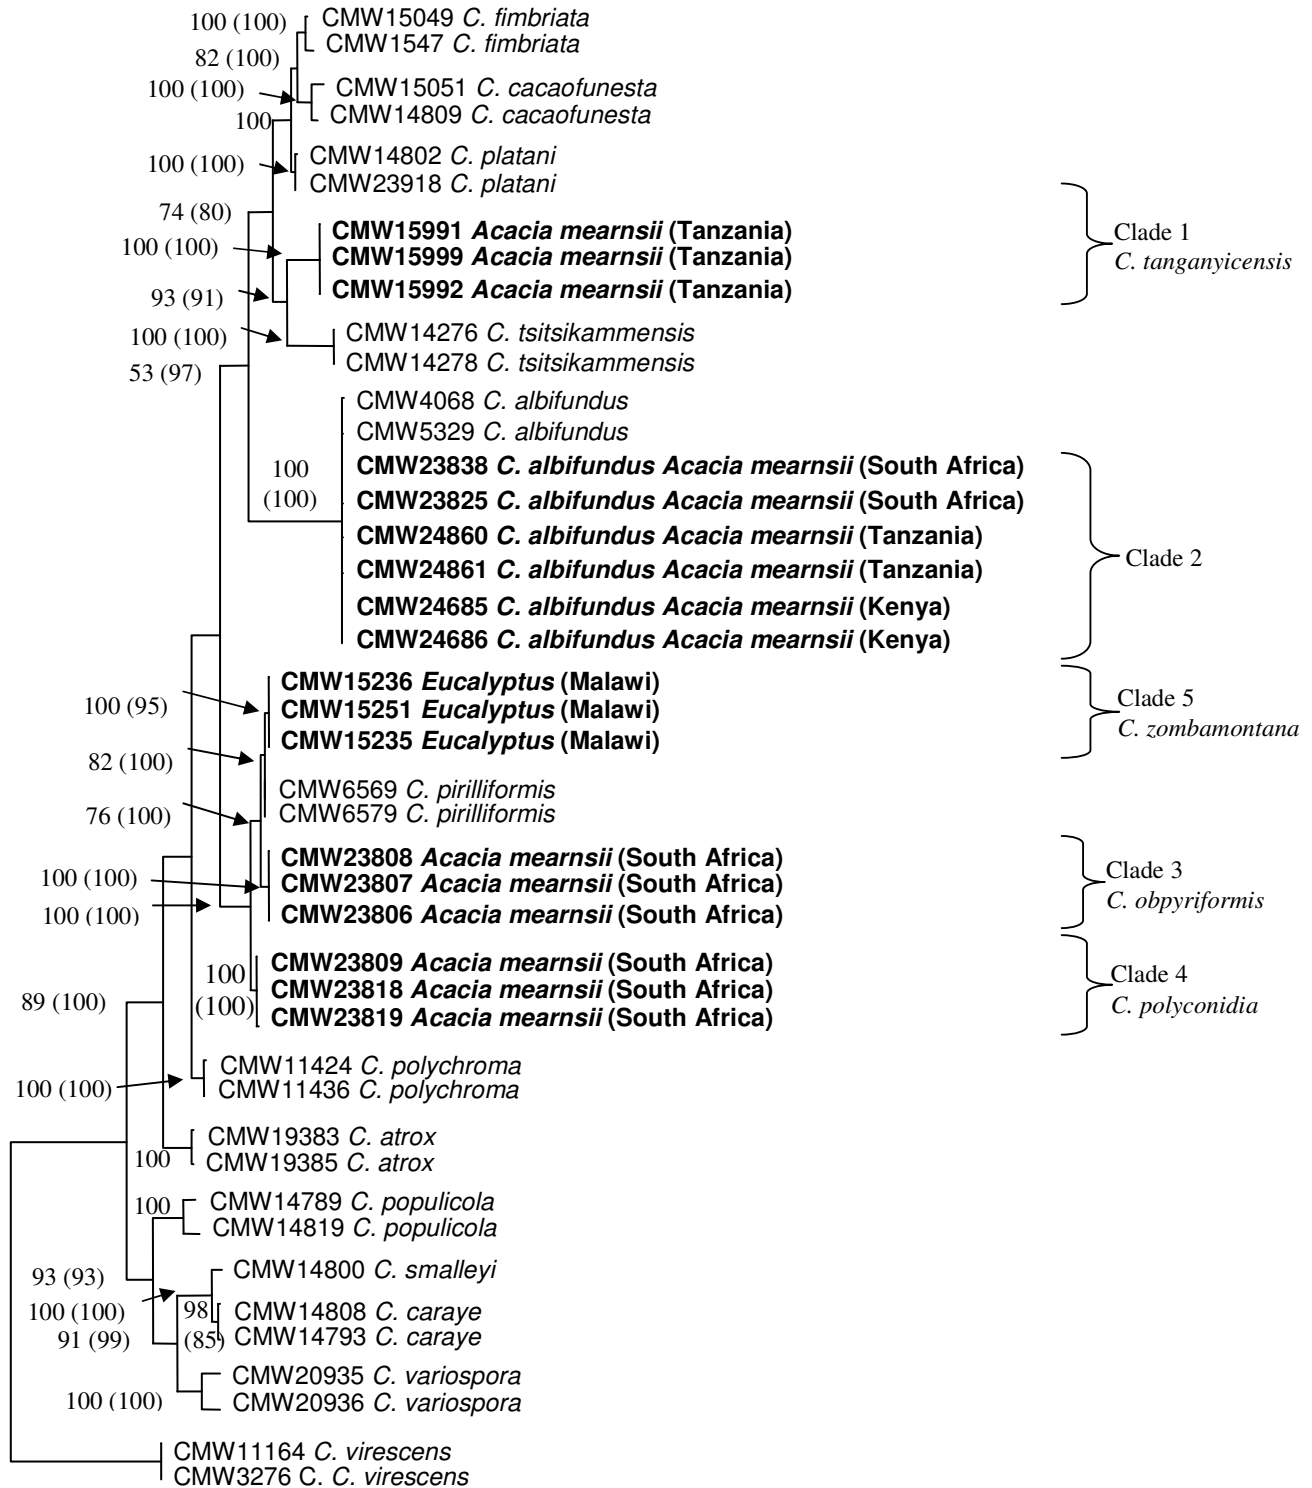 100 (100)
CMW15049 C. fimbriata
CMW1547 C. fimbriata
82 (100)
100 (100)
CMW15051 C. cacaofunesta
CMW14809 C. cacaofunesta
100
100 (100)
CMW14802 C. platani
CMW23918 C. platani
74 (80)
100 (100)
CMW15991 Acacia mearnsii (Tanzania)
CMW15999 Acacia mearnsii (Tanzania)
CMW15992 Acacia mearnsii (Tanzania)
Clade 1
C. tanganyicensis
93 (91)
100 (100)
CMW14276 C. tsitsikammensis
CMW14278 C. tsitsikammensis
53 (97)
CMW4068 C. albifundus
CMW5329 C. albifundus
100
(100)
CMW23838 C. albifundus Acacia mearnsii (South Africa)
CMW23825 C. albifundus Acacia mearnsii (South Africa)
CMW24860 C. albifundus Acacia mearnsii (Tanzania)
CMW24861 C. albifundus Acacia mearnsii (Tanzania)
CMW24685 C. albifundus Acacia mearnsii (Kenya)
CMW24686 C. albifundus Acacia mearnsii (Kenya)
Clade 2
100 (95)
CMW15236 Eucalyptus (Malawi)
CMW15251 Eucalyptus (Malawi)
CMW15235 Eucalyptus (Malawi)
Clade 5
C. zombamontana
82 (100)
CMW6569 C. pirilliformis
CMW6579 C. pirilliformis
76 (100)
100 (100)
CMW23808 Acacia mearnsii (South Africa)
CMW23807 Acacia mearnsii (South Africa)
CMW23806 Acacia mearnsii (South Africa)
Clade 3
C. obpyriformis
100 (100)
100
(100)
CMW23809 Acacia mearnsii (South Africa)
CMW23818 Acacia mearnsii (South Africa)
CMW23819 Acacia mearnsii (South Africa)
Clade 4
C. polyconidia
89 (100)
CMW11424 C. polychroma
CMW11436 C. polychroma
100 (100)
CMW19383 C. atrox
CMW19385 C. atrox
100
100
CMW14789 C. populicola
CMW14819 C. populicola
93 (93)
CMW14800 C. smalleyi
100 (100)
98
(85)
CMW14808 C. caraye
CMW14793 C. caraye
91 (99)
CMW20935 C. variospora
CMW20936 C. variospora
100 (100)
CMW11164 C. virescens
CMW3276 C. C. virescens